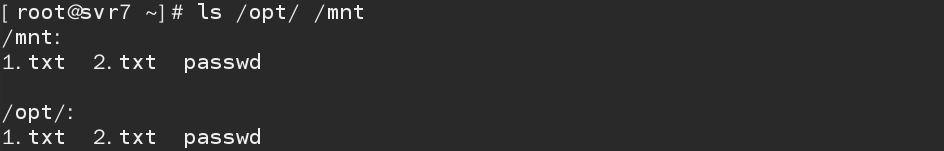 [root@svr7 ~]# ls /opt/ /mnt
/mnt:
1.txt  2.txt  passwd

/opt/:
1.txt  2.txt  passwd